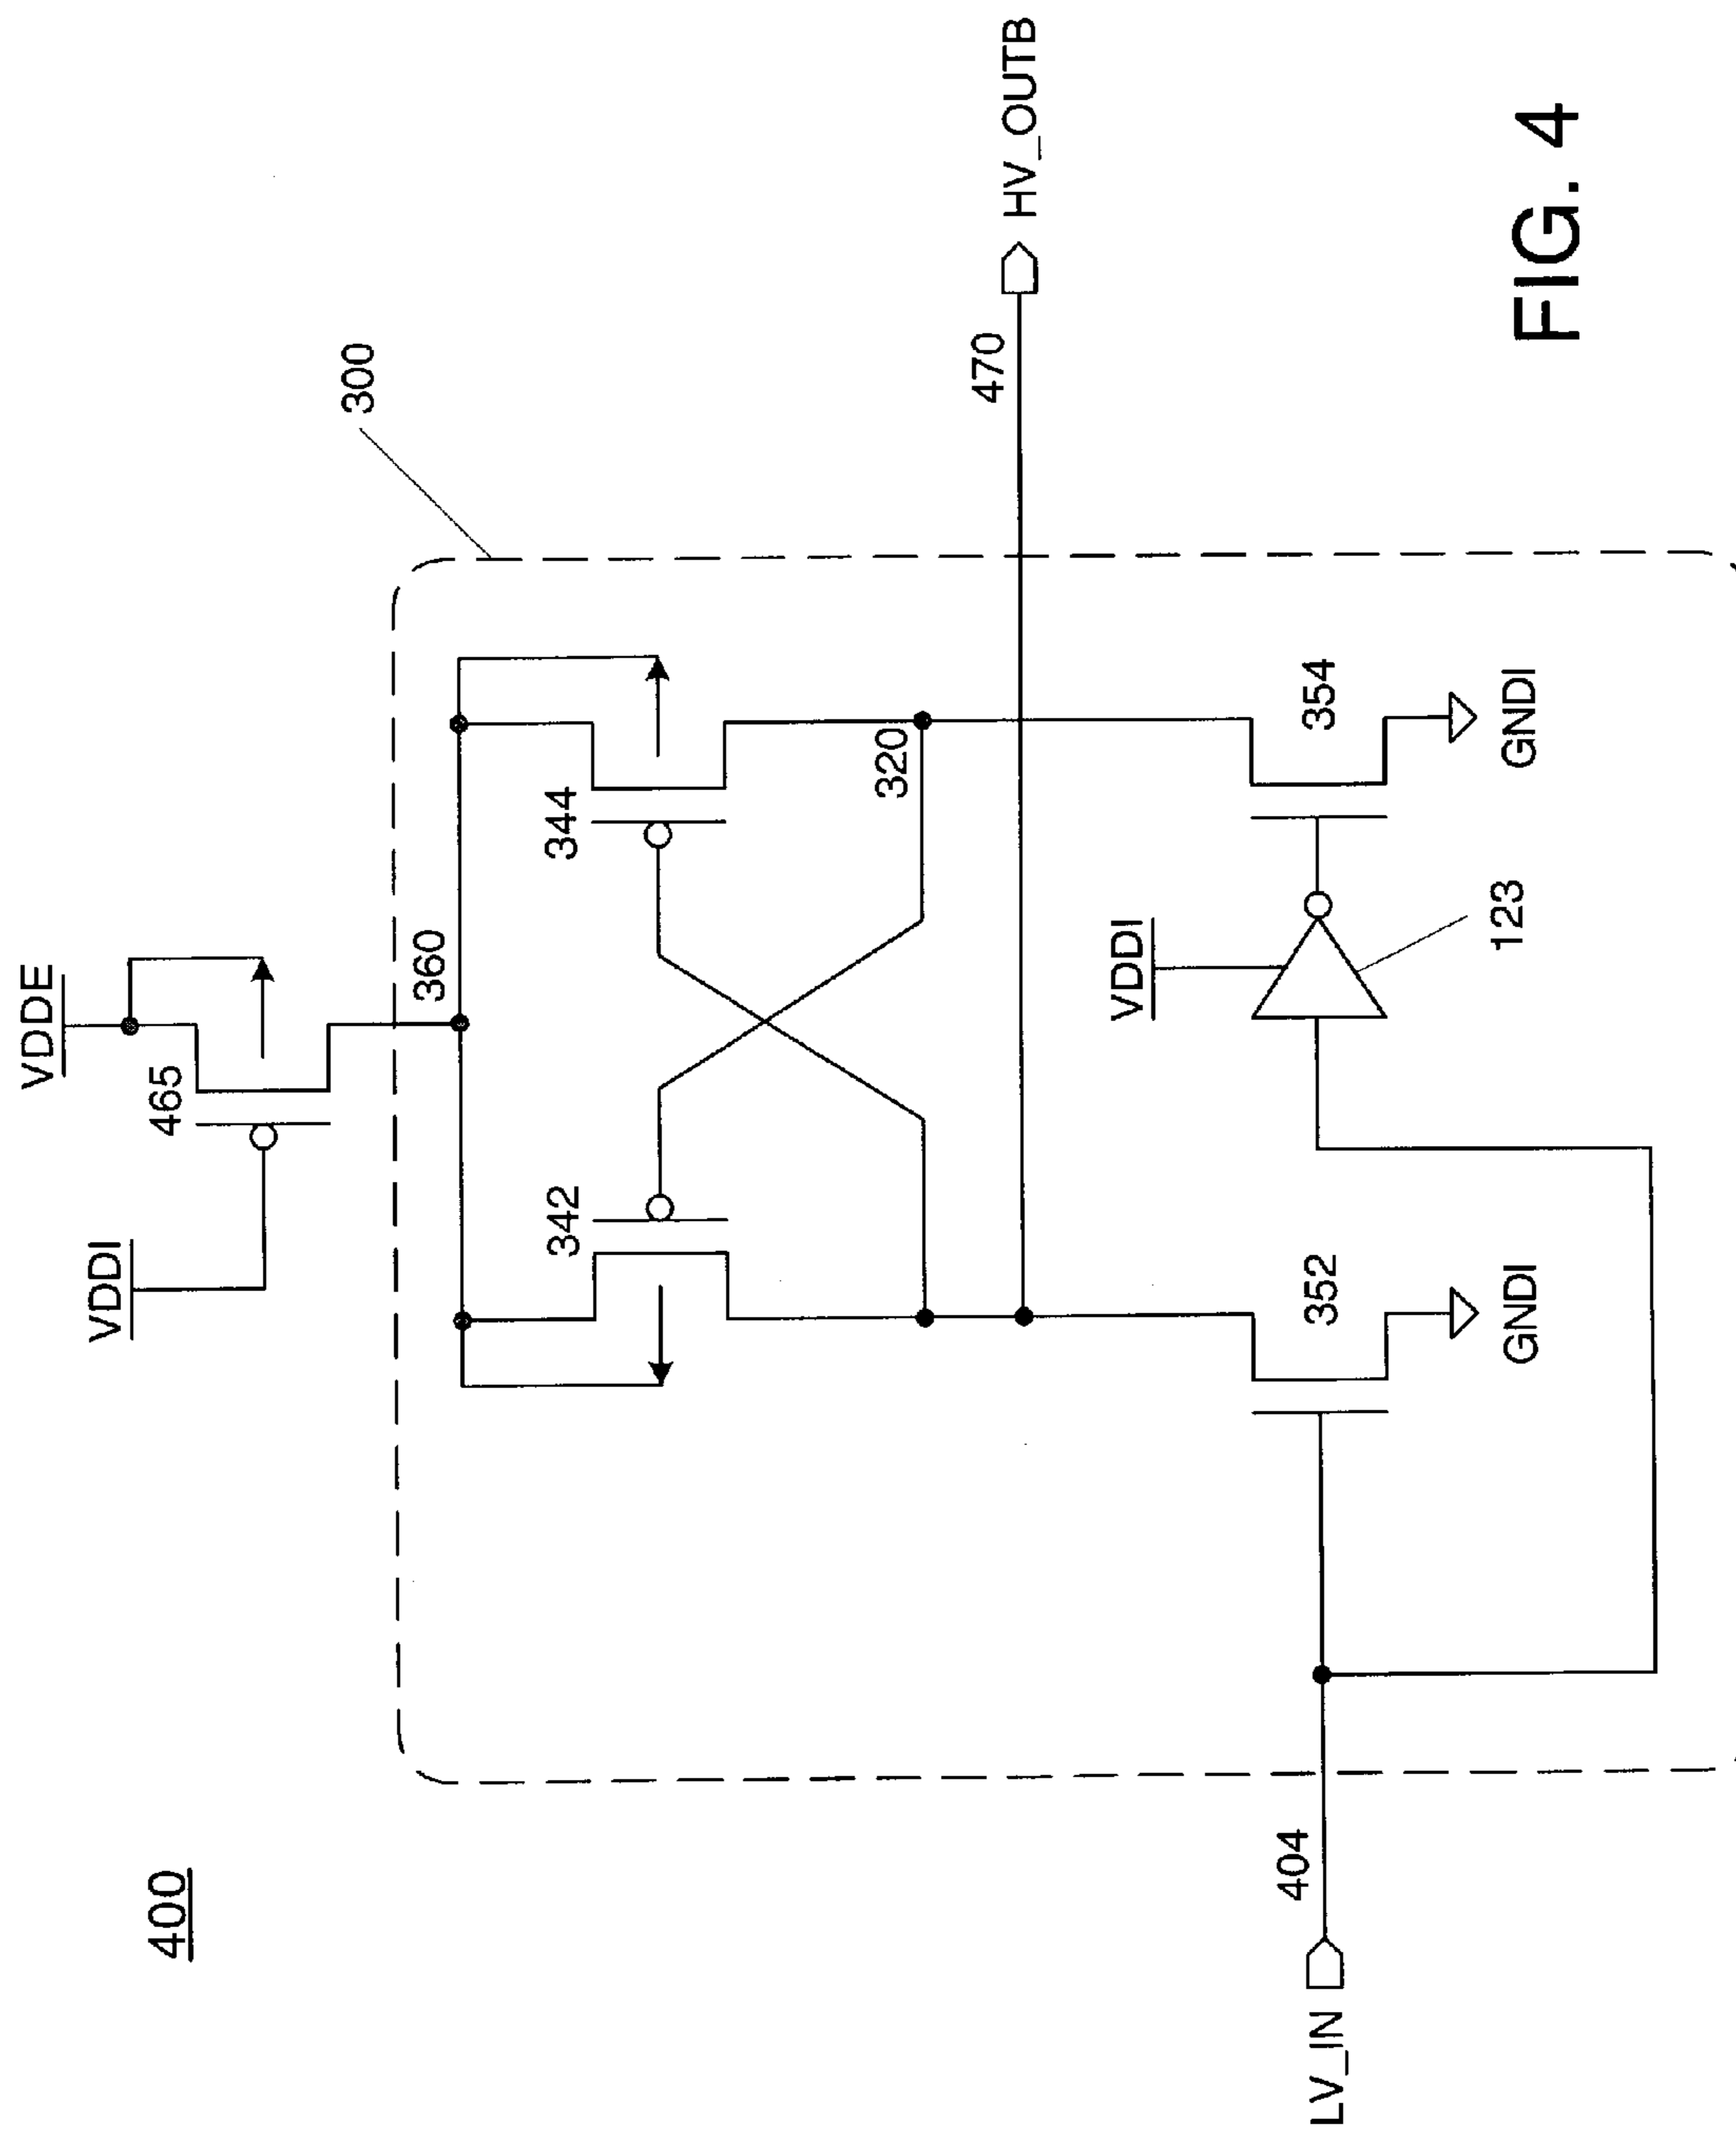 400
VDDE
VDDI
465
360
300
342
344
320
470
HV_OUTB
VDDI
352
354
123
404
LV_IN
GNDI
GNDI
FIG. 4